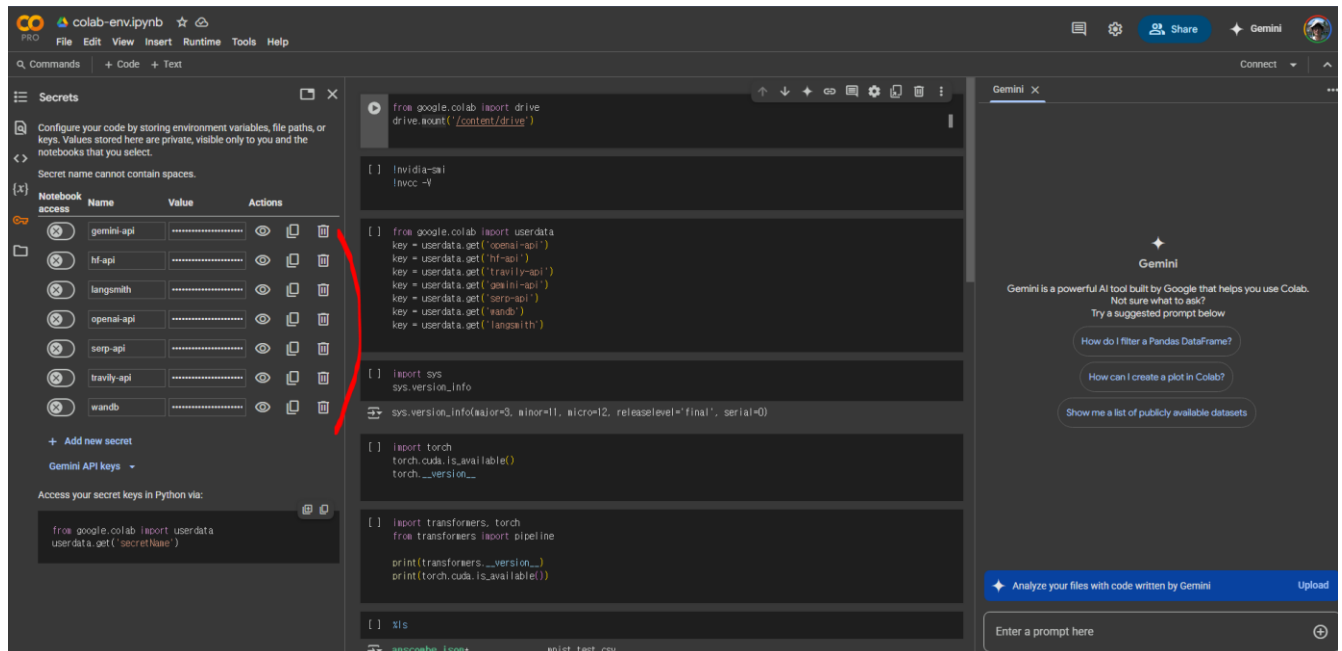 CO
PRO
colab-env.ipynb
File Edit View Insert Runtime Tools Help
Share
Gemini
Commands + Code + Text
Connect
Secrets
Configure your code by storing environment variables, file paths, or
keys. Values stored here are private, visible only to you and the
notebooks that you select.
Secret name cannot contain spaces.
Notebook access Name Value Actions
gemini-api
hf-api
langsmith
openai-api
serp-api
travily-api
wandb
+ Add new secret
Gemini API keys
Access your secret keys in Python via:
from google.colab import userdata
userdata.get('secretName')
from google.colab import drive
drive.mount('/content/drive')
[ ] !nvidia-smi
!nvcc -V
[ ] from google.colab import userdata
key = userdata.get('openai-api')
key = userdata.get('hf-api')
key = userdata.get('travily-api')
key = userdata.get('gemini-api')
key = userdata.get('serp-api')
key = userdata.get('wandb')
key = userdata.get('langsmith')
[ ] import sys
sys.version_info
sys.version_info(major=3, minor=11, micro=12, releaselevel='final', serial=0)
[ ] import torch
torch.cuda.is_available()
torch.__version__
[ ] import transformers, torch
from transformers import pipeline
print(transformers.__version__)
print(torch.cuda.is_available())
[ ] %ls
anscombe.json* mnist_test.csv
Gemini
Gemini
Gemini is a powerful AI tool built by Google that helps you use Colab.
Not sure what to ask?
Try a suggested prompt below
How do I filter a Pandas DataFrame?
How can I create a plot in Colab?
Show me a list of publicly available datasets
Analyze your files with code written by Gemini Upload
Enter a prompt here